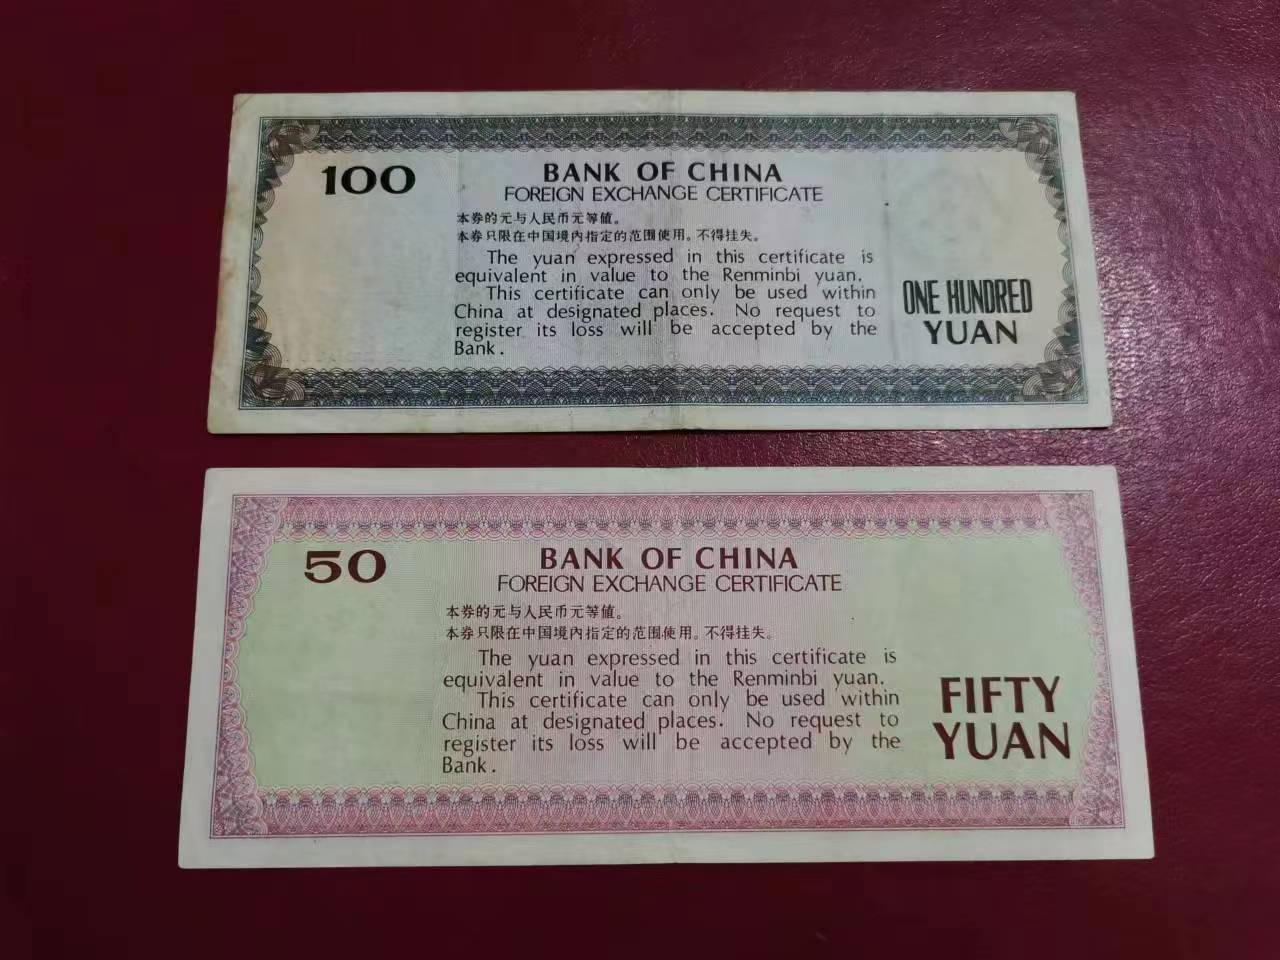 100
BANK OF CHINA
FOREIGN EXCHANGE CERTIFICATE
本券的元与人民币元等値。
本券只限在中国境内指定的范围使用。不得挂失。
The yuan expressed in this certificate is
equivalent in value to the Renminbi yuan.
This certificate can only be used within
China at designated places. No request to
register its loss will be accepted by the
Bank.
ONE HUNDRED
YUAN
50
BANK OF CHINA
FOREIGN EXCHANGE CERTIFICATE
本券的元与人民币元等値。
本券只限在中国境内指定的范围使用。不得挂失。
The yuan expressed in this certificate is
equivalent in value to the Renminbi yuan.
This certificate can only be used within
China at designated places. No request to
register its loss will be accepted by the
Bank.
FIFTY
YUAN